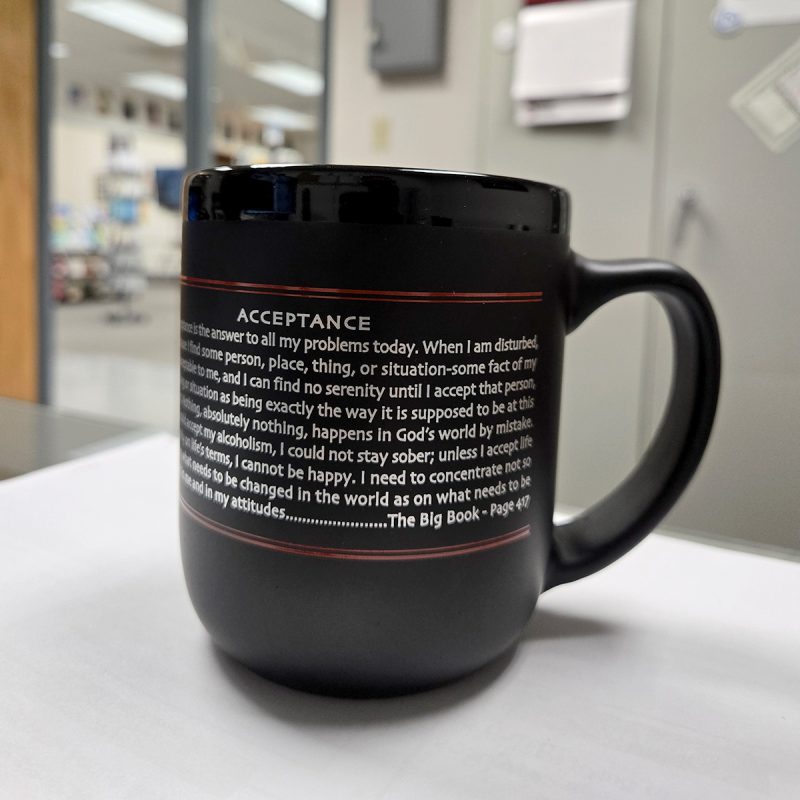 ACCEPTANCE
is the answer to all my problems today. When I am disturbed,
I find some person, place, thing, or situation-some fact of my
to me, and I can find no serenity until I accept that person,
or situation as being exactly the way it is supposed to be at this
absolutely nothing, happens in God's world by mistake.
accept my alcoholism, I could not stay sober; unless I accept life
on life's terms, I cannot be happy. I need to concentrate not so
needs to be changed in the world as on what needs to be
and in my attitudes.......................The Big Book - Page 417